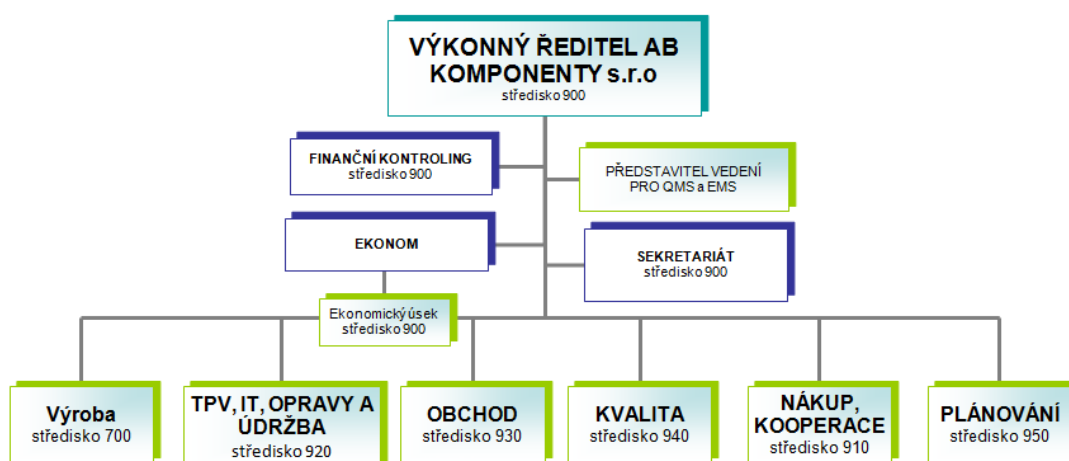 VÝKONNÝ ŘEDITEL AB
KOMPONENTY s.r.o
středisko 900
FINANČNÍ KONTROLING
středisko 900
PŘEDSTAVITEL VEDENÍ
PRO QMS a EMS
EKONOM
SEKRETARIÁT
středisko 900
Ekonomický úsek
středisko 900
Výroba
středisko 700
TPV, IT, OPRAVY A
ÚDRŽBA
středisko 920
OBCHOD
středisko 930
KVALITA
středisko 940
NÁKUP,
KOOPERACE
středisko 910
PLÁNOVÁNÍ
středisko 950